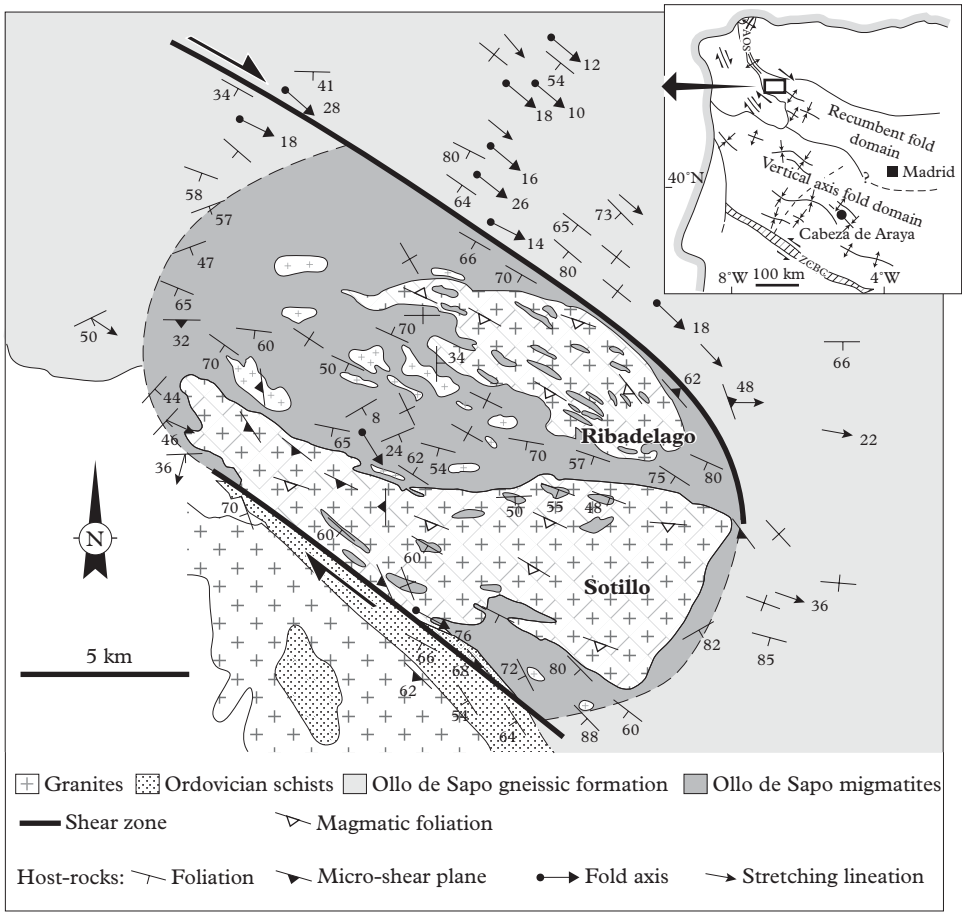 12
54
41
34
28
18
18
10
80
16
58
64
26
73
57
65
14
47
66
80
70
65
18
50
32
60
70
70
66
34
50
62
48
44
8
46
65
24
Ribadelago
22
36
62
54
70
57
75
80
70
50
55
48
N
60
60
Sotillo
36
76
82
5 km
66
85
68
72
80
62
54
64
88
60
AOS
Recumbent fold
domain
Madrid
40°N
?
Vertical axis fold domain
Cabeza de Araya
ZCBC
8°W
100 km
4°W
Granites
Ordovician schists
Ollo de Sapo gneissic formation
Ollo de Sapo migmatites
Shear zone
Magmatic foliation
Host-rocks:
Foliation
Micro-shear plane
Fold axis
Stretching lineation